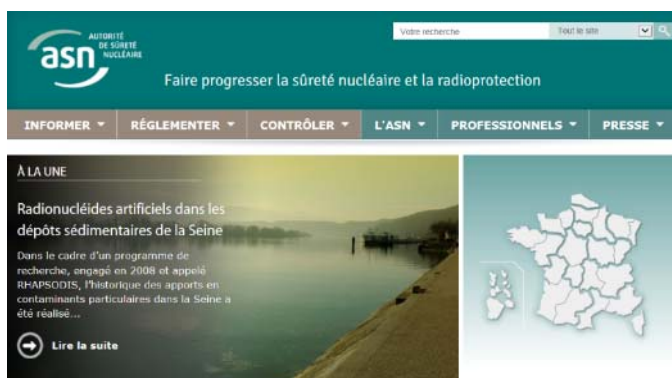 AUTORITÉ
DE SÛRETÉ
NUCLÉAIRE
asn
Votre recherche
Tout le site
Faire progresser la sûreté nucléaire et la radioprotection
INFORMER RÉGLEMENTER CONTRÔLER L'ASN PROFESSIONNELS PRESSE
À LA UNE
Radionucléides artificiels dans les
dépôts sédimentaires de la Seine
Dans le cadre d'un programme de
recherche, engagé en 2008 et appelé
RHAPSODIS, l'historique des apports en
contaminants particulaires dans la Seine a
été réalisé...
Lire la suite